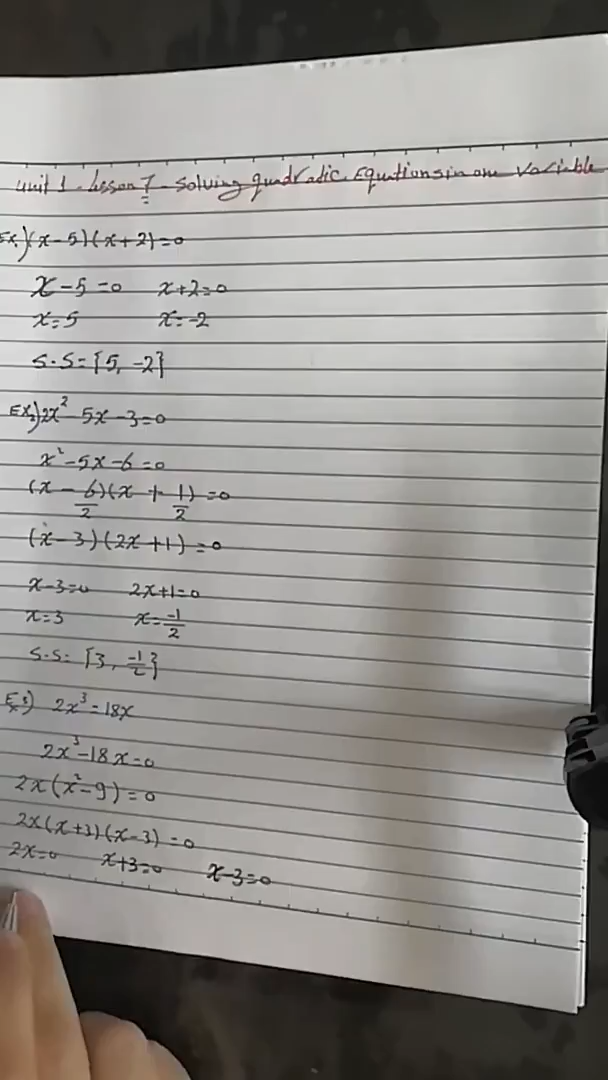 Unit 1 - Lesson 7 - Solving quadratic Equations in one Variable
Ex1) (x-5)(x+2)=0
x-5=0 x+2=0
x=5 x=-2
S.S={5, -2}
Ex2) 2x² - 5x - 3=0
x²-5x-6=0
(x - 6/2)(x + 1/2)=0
(x-3)(2x+1)=0
x-3=0 2x+1=0
x=3 x=-1/2
S.S= {3, -1/2}
Ex3) 2x³=18x
2x³-18x=0
2x(x²-9)=0
2x(x+3)(x-3)=0
2x=0 x+3=0 x-3=0